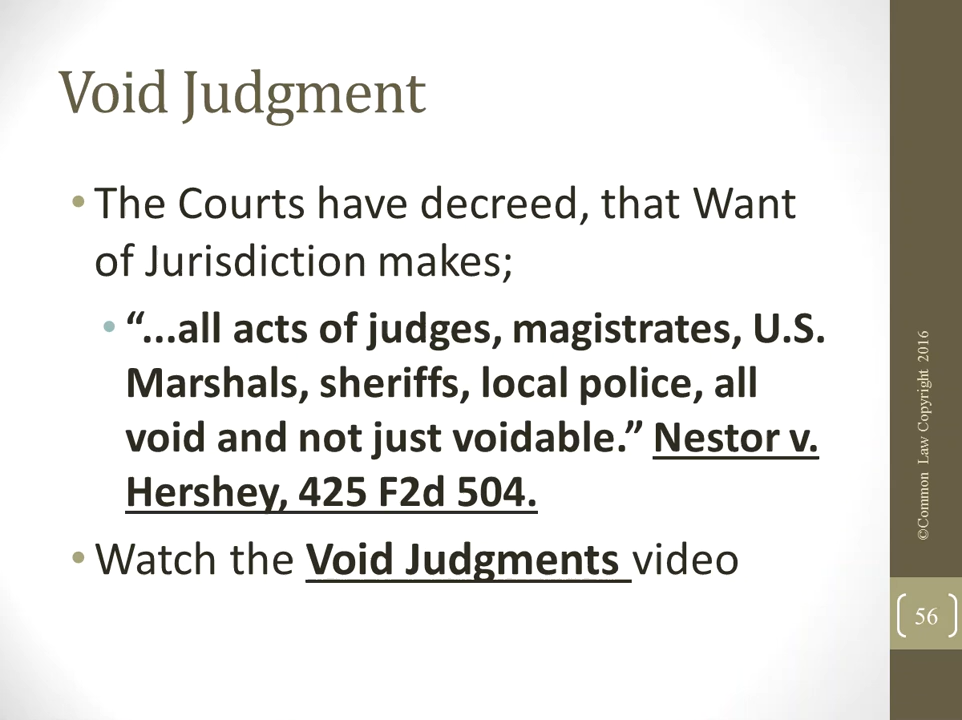 Void Judgment
• The Courts have decreed, that Want
of Jurisdiction makes;
• “...all acts of judges, magistrates, U.S.
Marshals, sheriffs, local police, all
void and not just voidable.” Nestor v.
Hershey, 425 F2d 504.
• Watch the Void Judgments video
©Common Law Copyright 2016
56